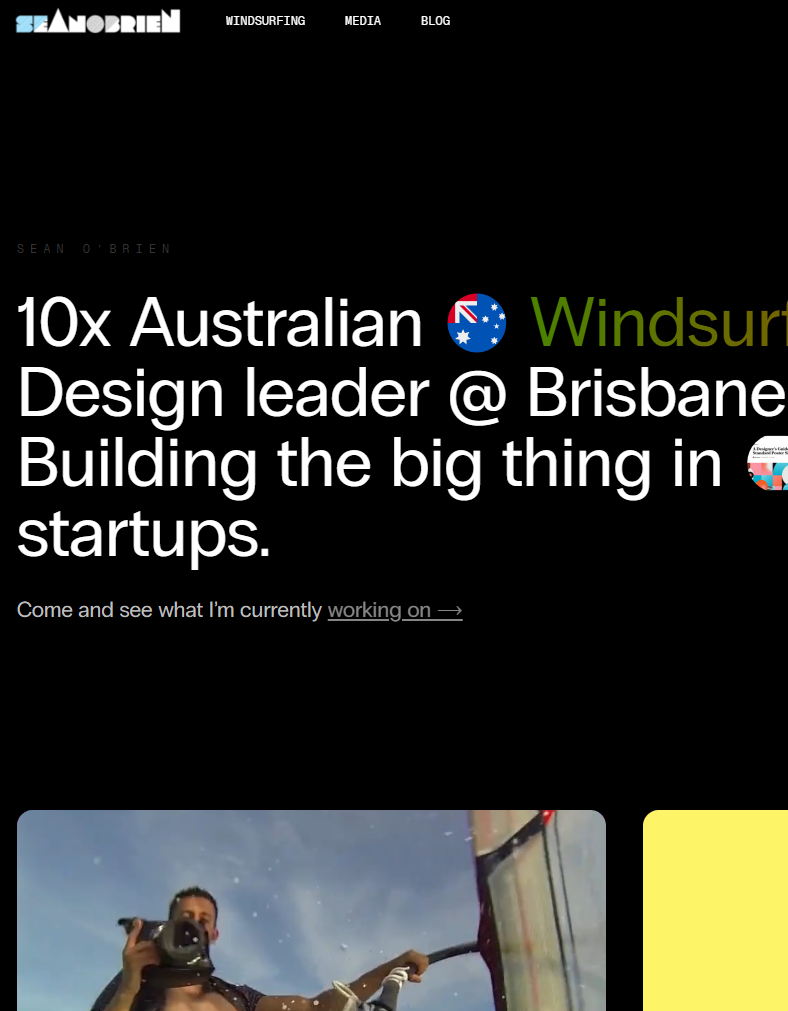 SEANOBRIEN
WINDSURFING
MEDIA
BLOG
SEAN O'BRIEN
10x Australian Windsurf
Design leader @ Brisbane
Building the big thing in
startups.
Come and see what I'm currently working on ⟶